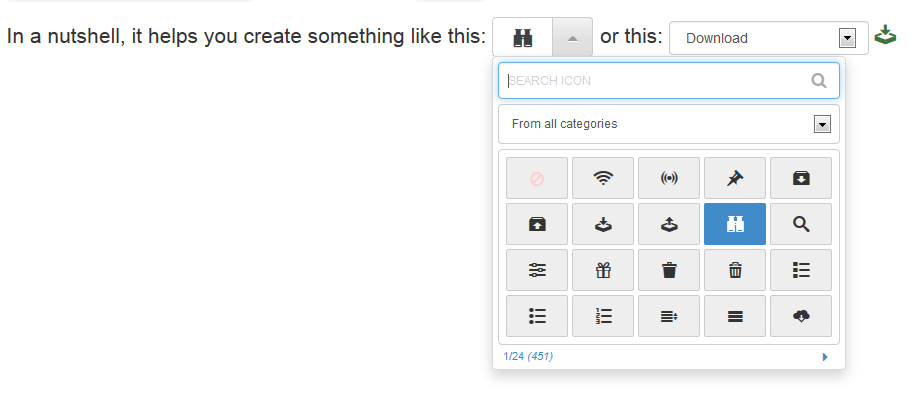 In a nutshell, it helps you create something like this: or this: Download
SEARCH ICON
From all categories
1/24 (451)